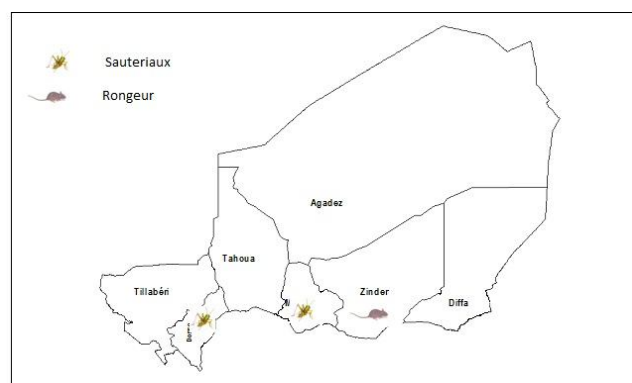 Sauteriaux
Rongeur
Agadez
Tahoua
Tillabéri
Zinder
Diffa